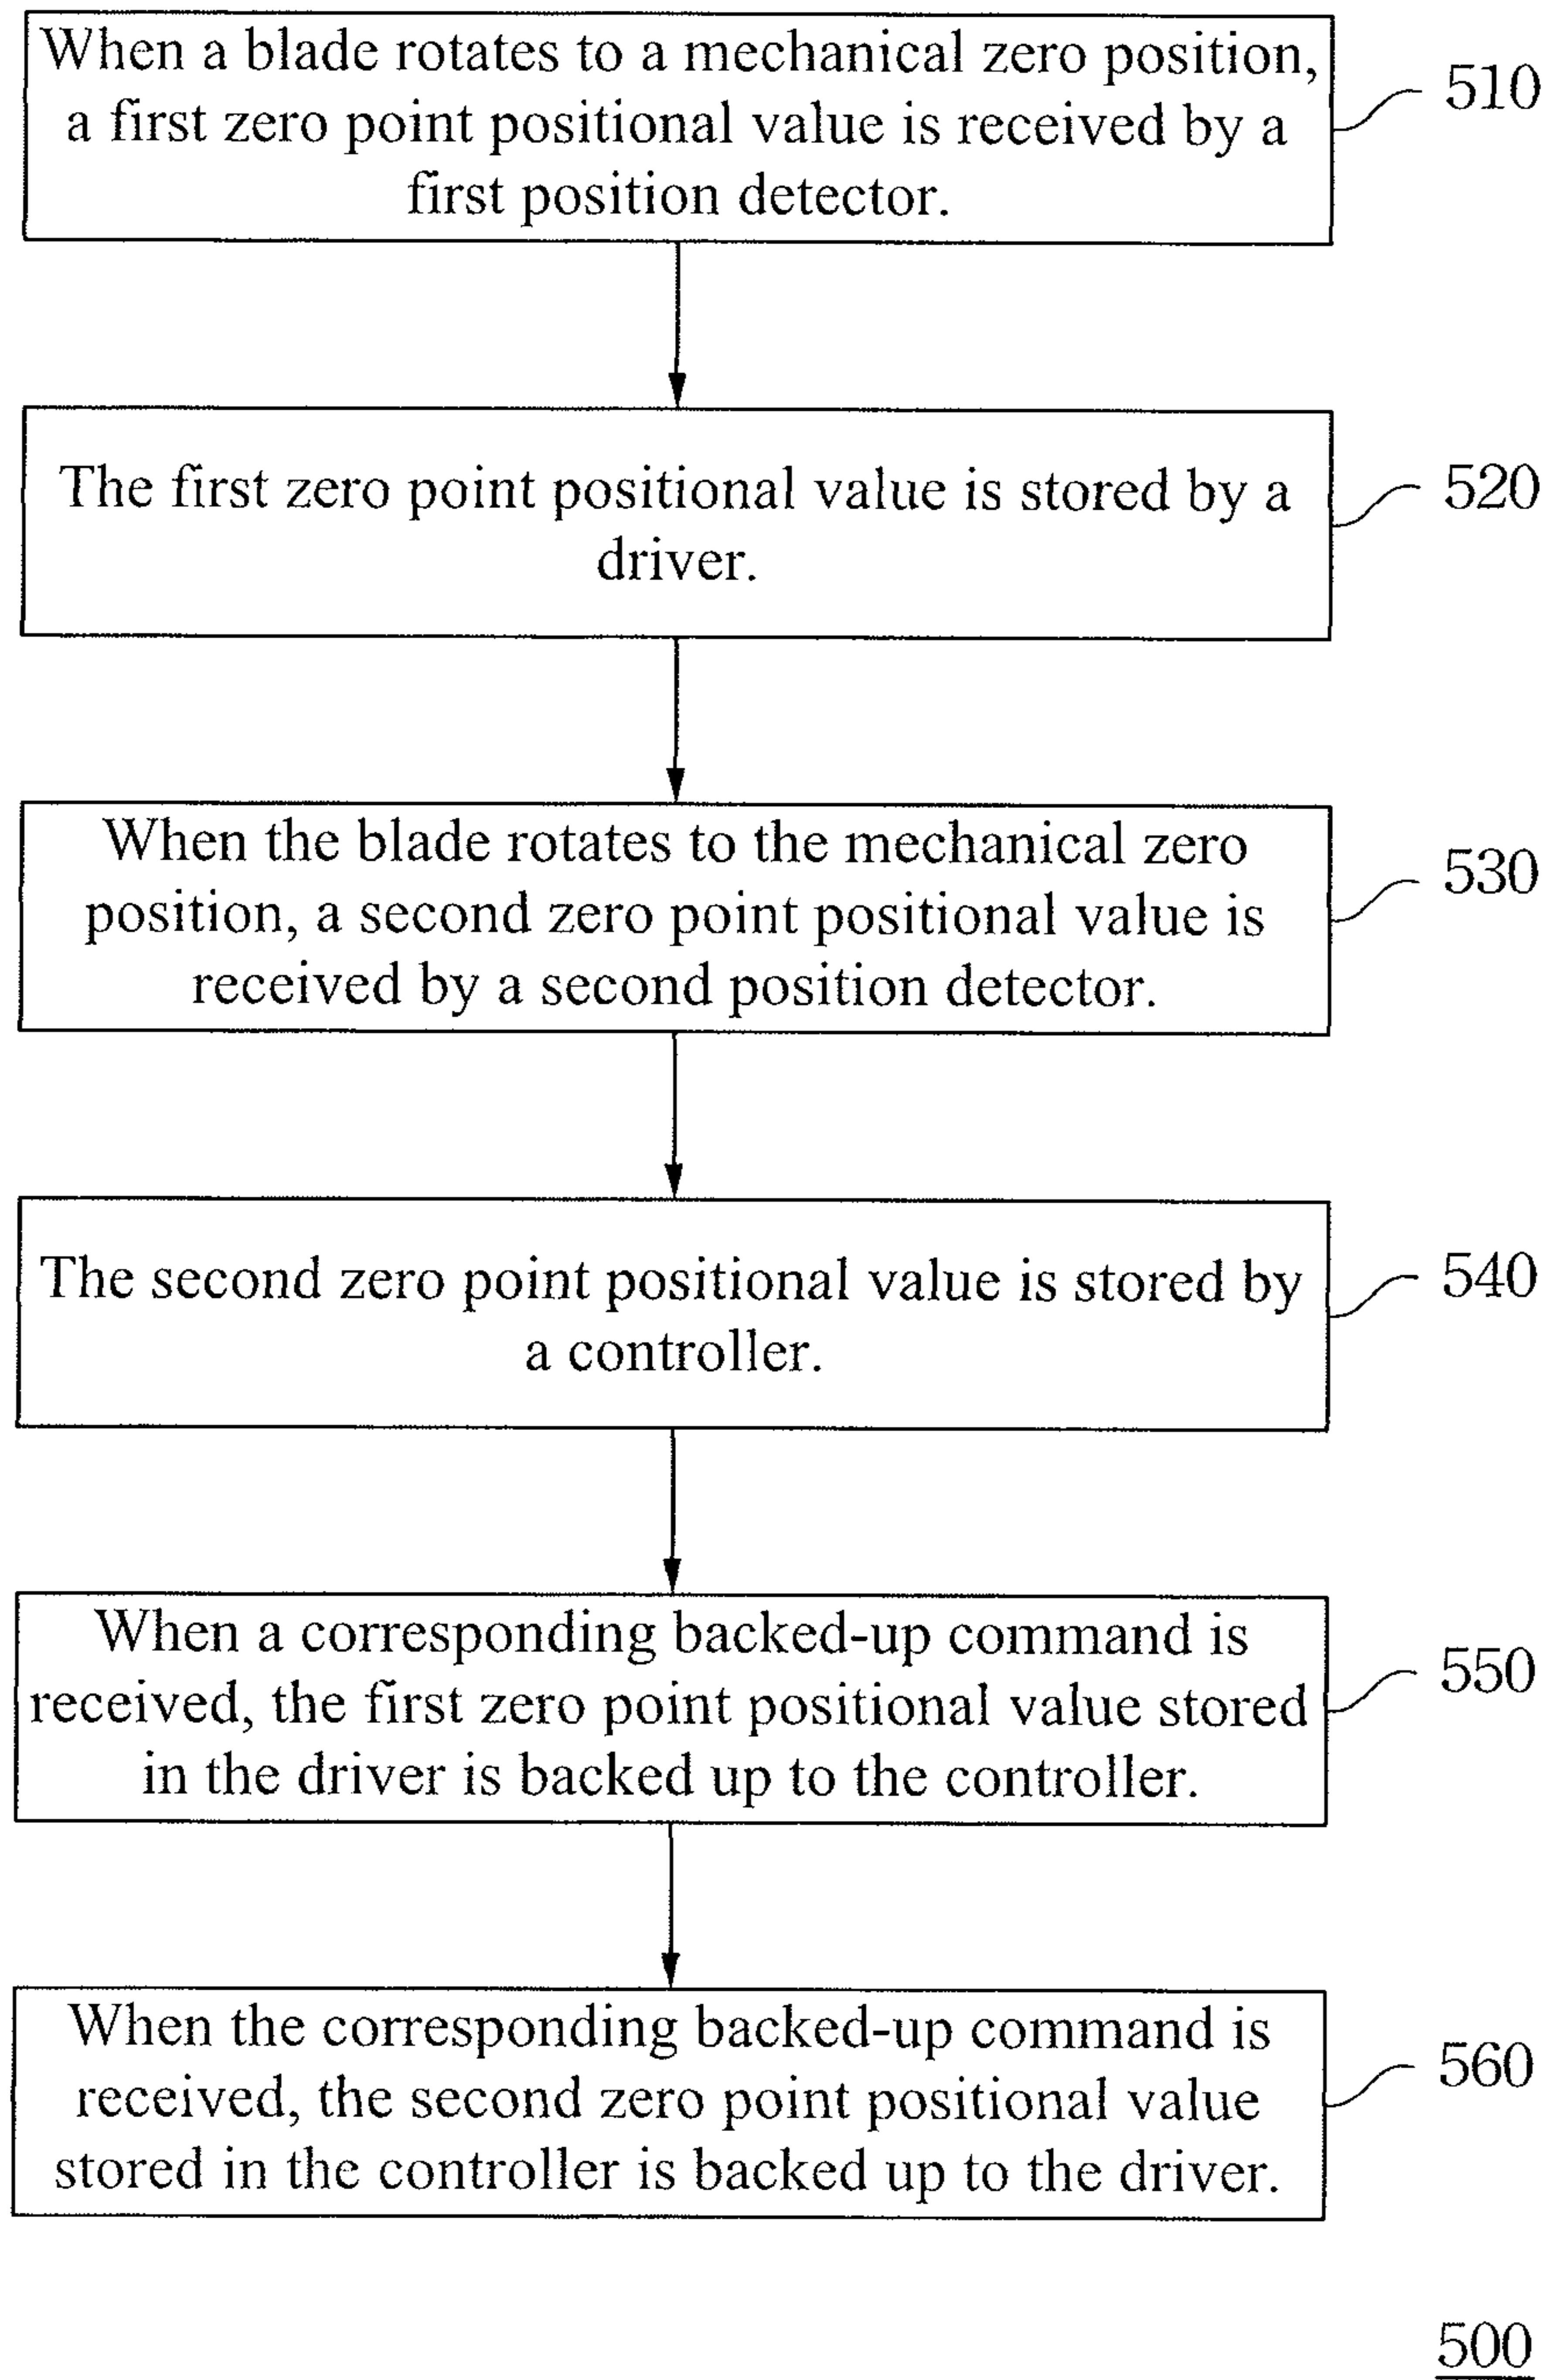 When a blade rotates to a mechanical zero position,
a first zero point positional value is received by a
first position detector.
510
The first zero point positional value is stored by a
driver.
520
When the blade rotates to the mechanical zero
position, a second zero point positional value is
received by a second position detector.
530
The second zero point positional value is stored by
a controller.
540
When a corresponding backed-up command is
received, the first zero point positional value stored
in the driver is backed up to the controller.
550
When the corresponding backed-up command is
received, the second zero point positional value
stored in the controller is backed up to the driver.
560
500